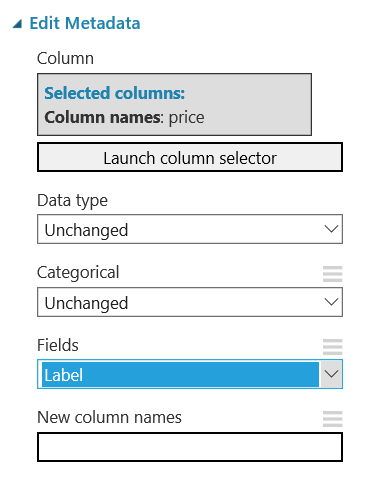 Edit Metadata
Column
Selected columns:
Column names: price
Launch column selector
Data type
Unchanged
Categorical
Unchanged
Fields
Label
New column names